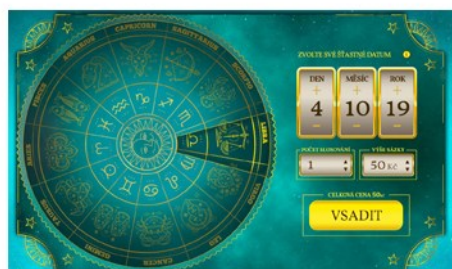 CAPRICORN
AQUARIUS
SAGITTARIUS
PISCES
SCORPIO
LIBRA
ARIES
VIRGO
TAURUS
LEO
GEMINI
CANCER
ZVOLTE SVÉ ŠŤASTNÉ DATUM
DEN MĚSÍC ROK
+ + +
4 10 19
- - -
POČET SLOSOVÁNÍ VÝŠE SÁZKY
1 50 Kč
CELKOVÁ CENA 50Kč
VSADIT